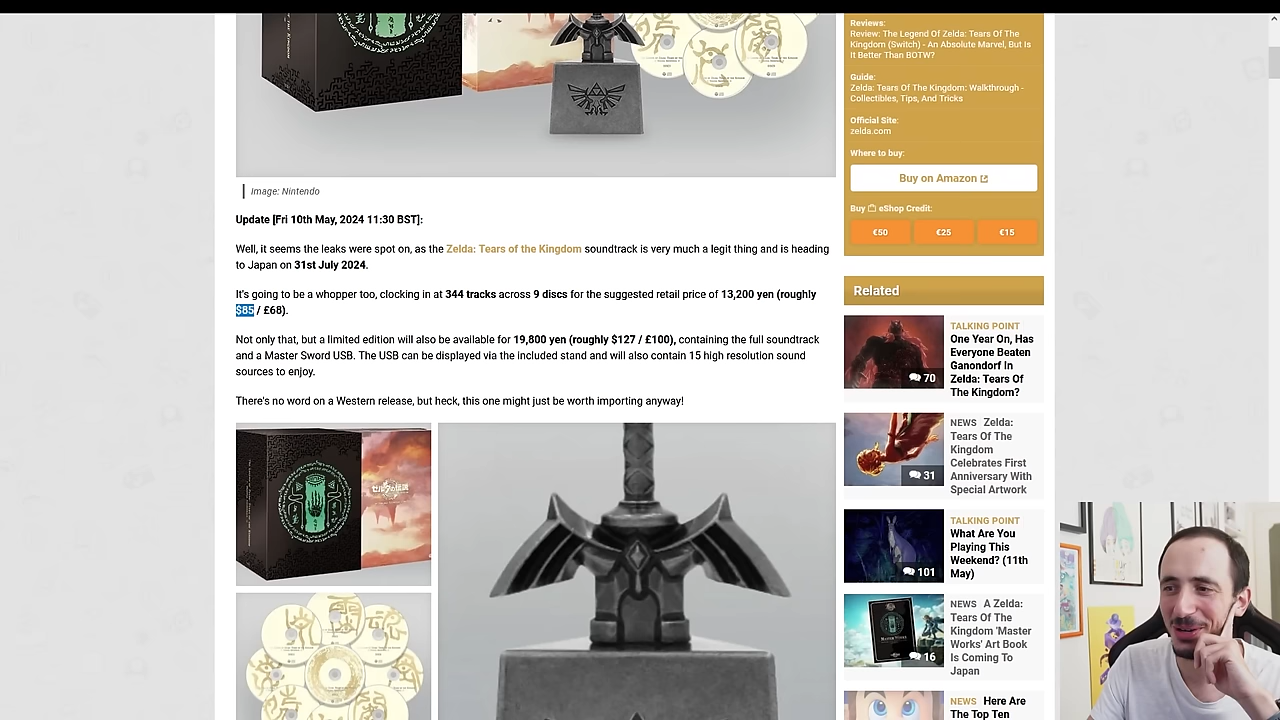 Image: Nintendo
Update [Fri 10th May, 2024 11:30 BST]:
Well, it seems the leaks were spot on, as the Zelda: Tears of the Kingdom soundtrack is very much a legit thing and is heading
to Japan on 31st July 2024.
It's going to be a whopper too, clocking in at 344 tracks across 9 discs for the suggested retail price of 13,200 yen (roughly
$85 / £68).
Not only that, but a limited edition will also be available for 19,800 yen (roughly $127 / £100), containing the full soundtrack
and a Master Sword USB. The USB can be displayed via the included stand and will also contain 15 high resolution sound
sources to enjoy.
There's no word on a Western release, but heck, this one might just be worth importing anyway!
Reviews:
Review: The Legend Of Zelda: Tears Of The
Kingdom (Switch) - An Absolute Marvel, But Is
It Better Than BOTW?
Guide:
Zelda: Tears Of The Kingdom: Walkthrough -
Collectibles, Tips, And Tricks
Official Site:
zelda.com
Where to buy:
Buy on Amazon
Buy eShop Credit:
€50 €25 €15
Related
TALKING POINT
One Year On, Has
Everyone Beaten
Ganondorf In
Zelda: Tears Of
The Kingdom?
70
NEWS Zelda:
Tears Of The
Kingdom
Celebrates First
Anniversary With
Special Artwork
31
TALKING POINT
What Are You
Playing This
Weekend? (11th
May)
101
NEWS A Zelda:
Tears Of The
Kingdom 'Master
Works' Art Book
Is Coming To
Japan
16
NEWS Here Are
The Top Ten